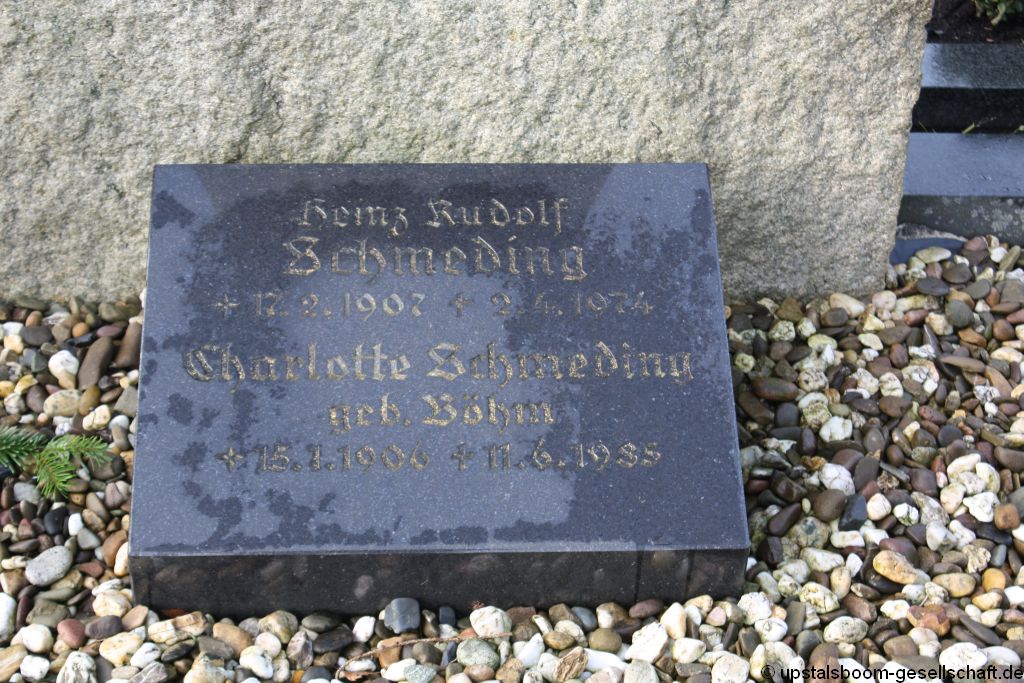 Heinz Rudolf
Schmeding
+ 17.2.1907 + 2.4.1974
Charlotte Schmeding
geb. Böhm
+ 15.1.1906 + 11.6.1985
© upstalsboom-gesellschaft.de